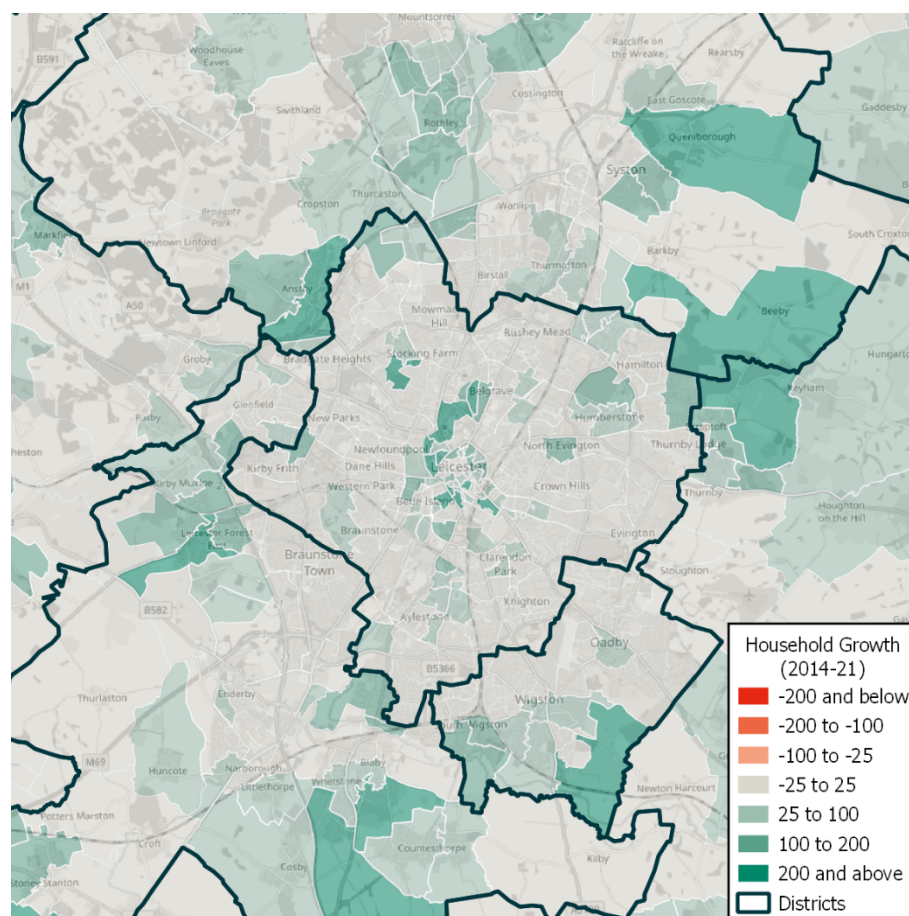 Mountsorrel
B591
Woodhouse
Eaves
Ratcliffe on
the Wreake
Rearsby
Cossington
Swithland
East Goscote
Gaddesby
Rothley
Queniborough
Syston
Cropston
Thurcaston
Wanlip
Markfield
Bradgate
Park
Newtown Linford
South Croxton
Barkby
M1
Thurmaston
Birstall
Anstey
Beeby
A50
Mowmacre
Hill
Rushey Mead
Groby
Bradgate Heights
Stocking Farm
Hungarton
Hamilton
Keyham
Glenfield
Belgrave
Ratby
New Parks
Humberstone
Scraptoft
Newfoundpool
North Evington
Thurnby Lodge
Kirby Frith
Dane Hills
Leicester
Kirby Muxloe
Western Park
Crown Hills
Thurnby
Bede Island
Houghton
on the Hill
Leicester Forest
East
Braunstone
Evington
Braunstone
Town
Clarendon
Park
Stoughton
B582
Knighton
Aylestone
Oadby
B5366
Enderby
Wigston
Thurlaston
South Wigston
M69
Huncote
Narborough
Blaby
Littlethorpe
Whetstone
Newton Harcourt
Potters Marston
Croft
Countesthorpe
Kilby
Cosby
Stoney Stanton
Household Growth
(2014-21)
-200 and below
-200 to -100
-100 to -25
-25 to 25
25 to 100
100 to 200
200 and above
Districts